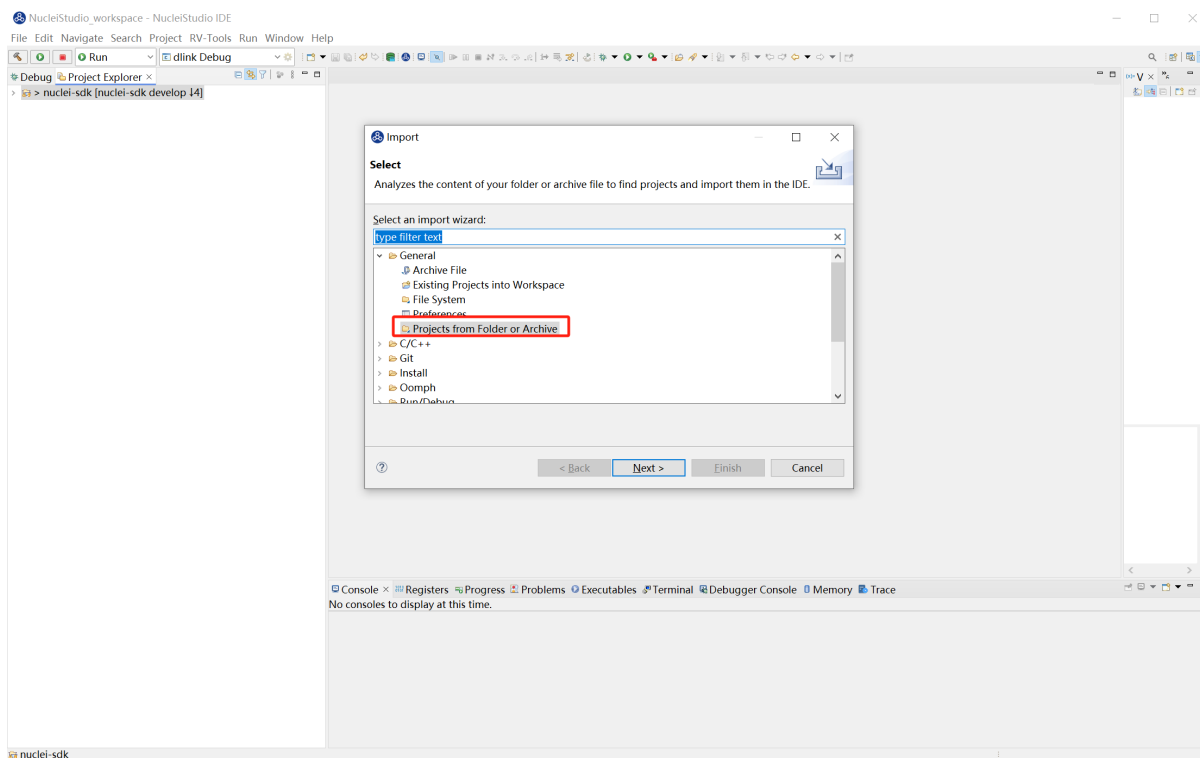 NucleiStudio_workspace - NucleiStudio IDE
File Edit Navigate Search Project RV-Tools Run Window Help
Run dlink Debug
Debug Project Explorer V
> nuclei-sdk [nuclei-sdk develop ↓4]
Import
Select
Analyzes the content of your folder or archive file to find projects and import them in the IDE.
Select an import wizard:
type filter text
General
Archive File
Existing Projects into Workspace
File System
Preferences
Projects from Folder or Archive
C/C++
Git
Install
Oomph
Run/Debug
< Back Next > Finish Cancel
Console Registers Progress Problems Executables Terminal Debugger Console Memory Trace
No consoles to display at this time.
nuclei-sdk